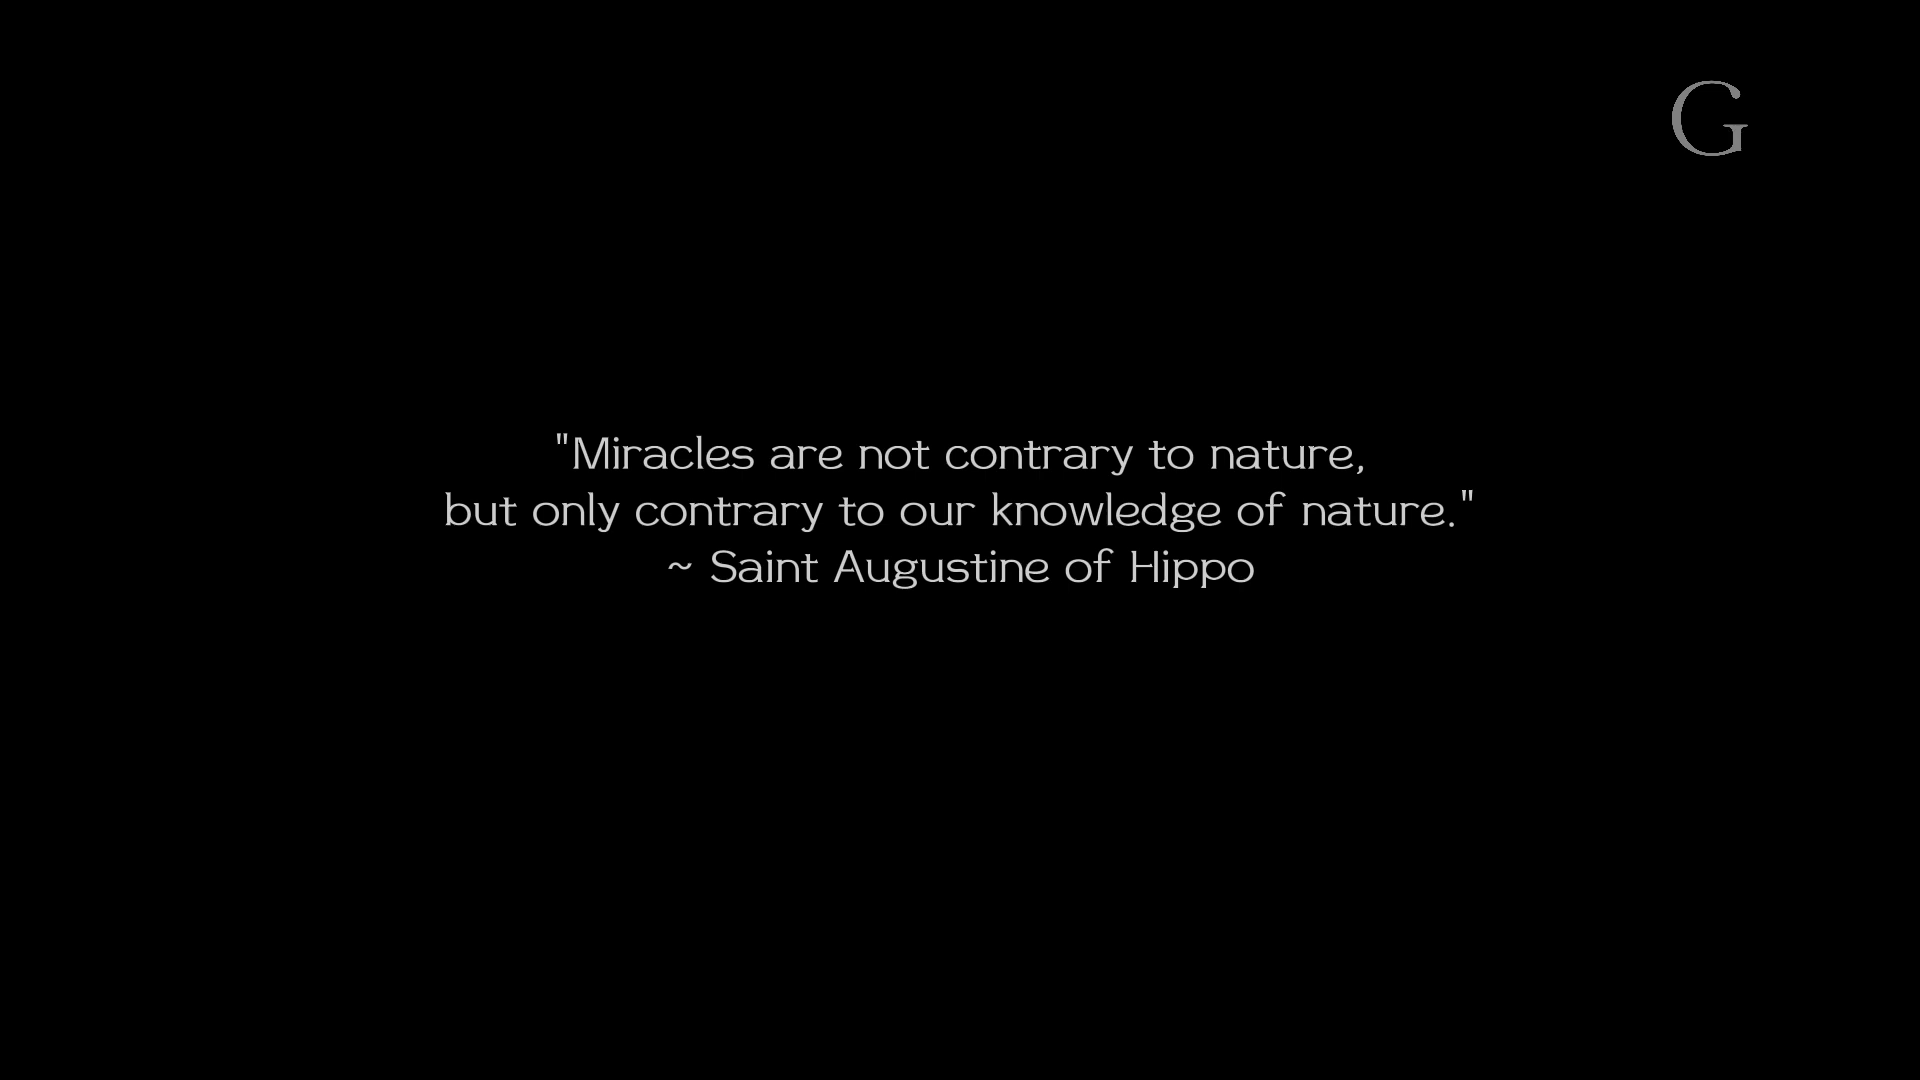 G
"Miracles are not contrary to nature,
but only contrary to our knowledge of nature."
~ Saint Augustine of Hippo